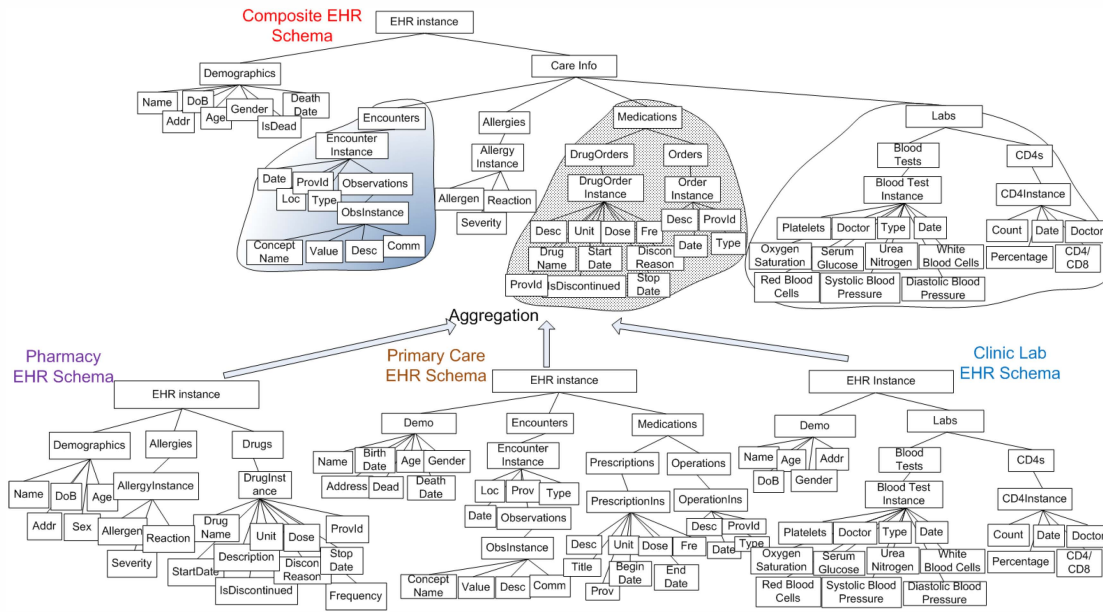 Composite EHR
Schema
EHR instance
Demographics
Care Info
Name
DoB
Gender
Death
Date
Addr
Age
IsDead
Encounters
Allergies
Medications
Labs
Encounter
Instance
Allergy
Instance
DrugOrders
Orders
Blood
Tests
CD4s
Date
ProvId
Observations
Loc
Type
Allergen
Reaction
Severity
DrugOrder
Instance
Order
Instance
Blood Test
Instance
CD4Instance
ObsInstance
Concept
Name
Value
Desc
Comm
Desc
Unit
Dose
Fre
Desc
ProvId
Drug
Name
Start
Date
Discon
Reason
Date
Type
ProvId
IsDiscontinued
Stop
Date
Platelets
Doctor
Type
Date
Count
Date
Doctor
Oxygen
Saturation
Serum
Glucose
Urea
Nitrogen
White
Blood Cells
Percentage
CD4/
CD8
Red Blood
Cells
Systolic Blood
Pressure
Diastolic Blood
Pressure
Aggregation
Pharmacy
EHR Schema
Primary Care
EHR Schema
Clinic Lab
EHR Schema
EHR instance
Demographics
Allergies
Drugs
Name
DoB
Age
Addr
Sex
AllergyInstance
Allergen
Reaction
Severity
DrugInst
ance
Drug
Name
Unit
Dose
ProvId
StartDate
Description
Discon
Reason
Stop
Date
IsDiscontinued
Frequency
EHR instance
Demo
Encounters
Medications
Name
Birth
Date
Age
Gender
Address
Dead
Death
Date
Encounter
Instance
Loc
Prov
Type
Date
Observations
ObsInstance
Concept
Name
Value
Desc
Comm
Prescriptions
Operations
PrescriptionIns
OperationIns
Desc
Unit
Dose
Fre
Title
Begin
Date
End
Date
Prov
Desc
ProvId
Date
Type
EHR Instance
Demo
Labs
Name
Age
Addr
DoB
Gender
Blood
Tests
CD4s
Blood Test
Instance
CD4Instance
Platelets
Doctor
Type
Date
Count
Date
Doctor
Oxygen
Saturation
Serum
Glucose
Urea
Nitrogen
White
Blood Cells
Percentage
CD4/
CD8
Red Blood
Cells
Systolic Blood
Pressure
Diastolic Blood
Pressure